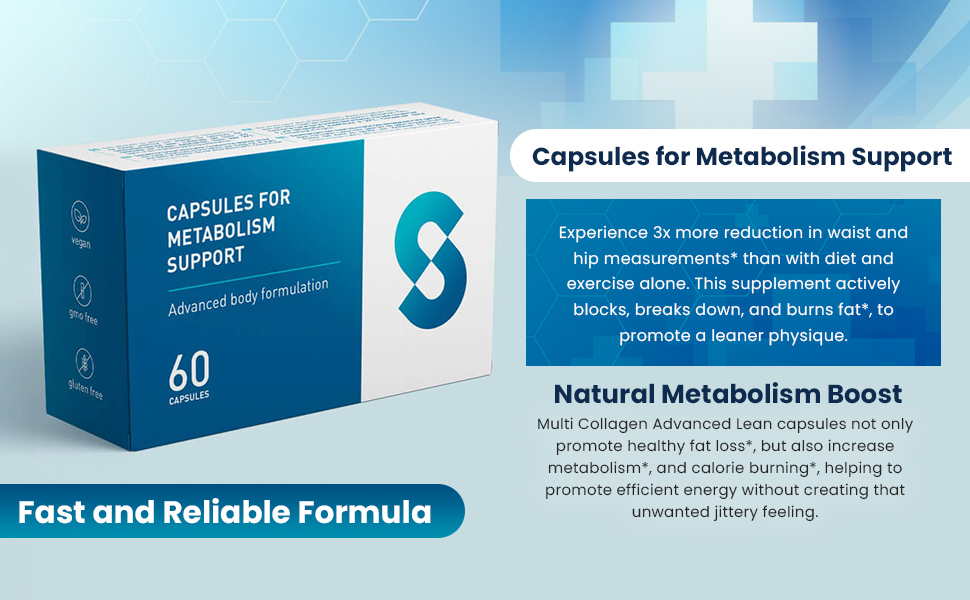 Capsules for Metabolism Support
CAPSULES FOR
METABOLISM
SUPPORT
Advanced body formulation
60
CAPSULES
vegan
gmo free
gluten free
Experience 3x more reduction in waist and
hip measurements* than with diet and
exercise alone. This supplement actively
blocks, breaks down, and burns fat*, to
promote a leaner physique.
Natural Metabolism Boost
Multi Collagen Advanced Lean capsules not only
promote healthy fat loss*, but also increase
metabolism*, and calorie burning*, helping to
promote efficient energy without creating that
unwanted jittery feeling.
Fast and Reliable Formula